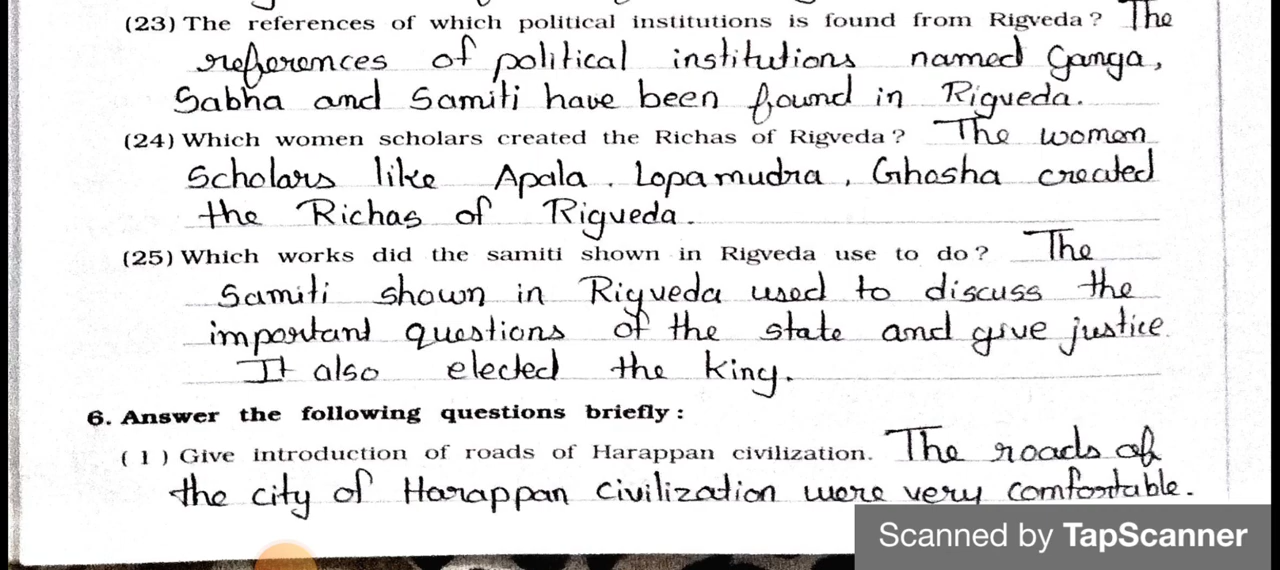 (23) The references of which political institutions is found from Rigveda? The
references of political institutions named Ganga,
Sabha and Samiti have been found in Rigveda.
(24) Which women scholars created the Richas of Rigveda? The women
Scholars like Apala, Lopamudra, Ghosha created
the Richas of Rigveda.
(25) Which works did the samiti shown in Rigveda use to do? The
Samiti shown in Rigveda used to discuss the
important questions of the state and give justice.
It also elected the king.
6. Answer the following questions briefly:
(1) Give introduction of roads of Harappan civilization. The roads of
the city of Harappan civilization were very comfortable.
Scanned by TapScanner